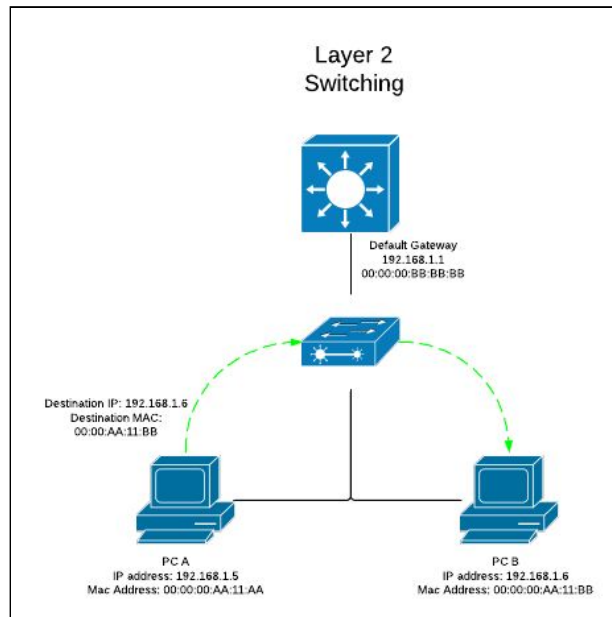 Layer 2
Switching
Default Gateway
192.168.1.1
00:00:00:BB:BB:BB
Destination IP: 192.168.1.6
Destination MAC:
00:00:AA:11:BB
PC A
IP address: 192.168.1.5
Mac Address: 00:00:00:AA:11:AA
PC B
IP address: 192.168.1.6
Mac Address: 00:00:00:AA:11:BB